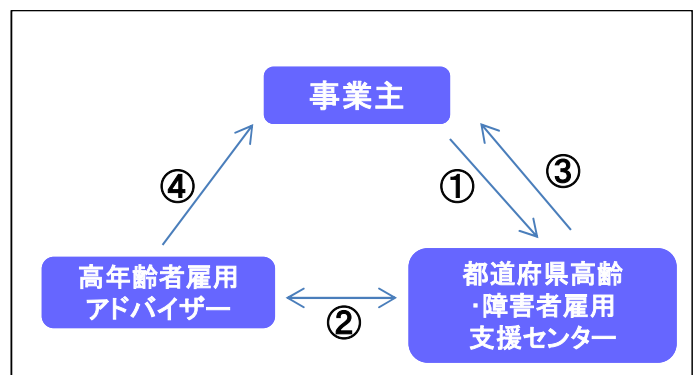 事業主
④
①
③
高年齢者雇用
アドバイザー
②
都道府県高齢
・障害者雇用
支援センター